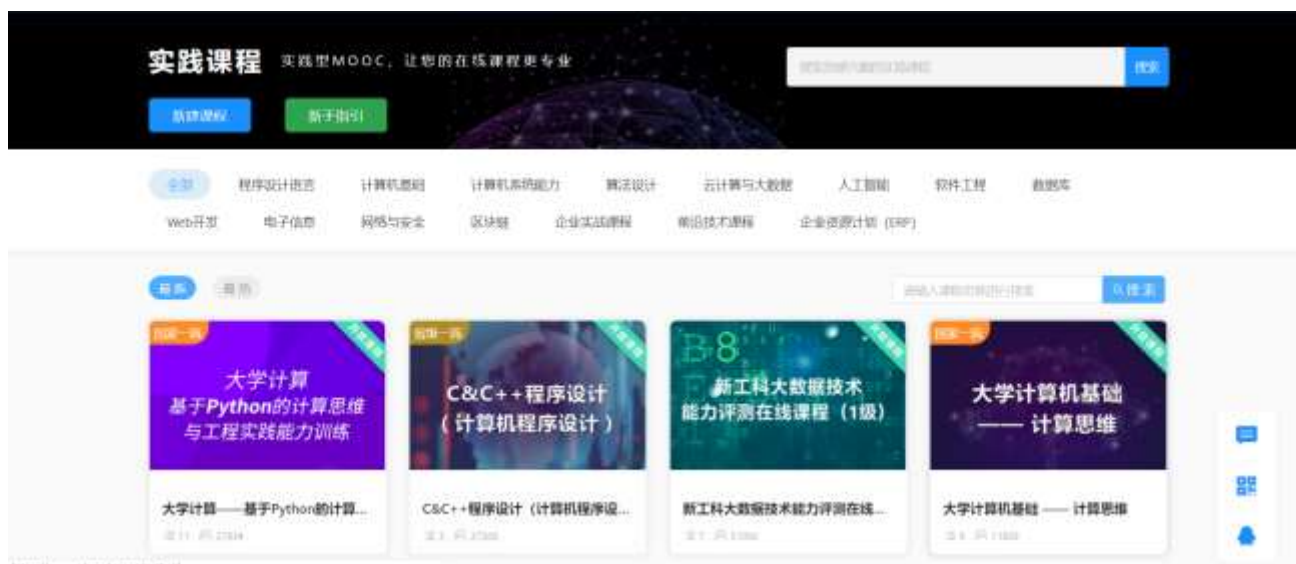 实践课程 实践型MOOC，让您的在线课程更专业
搜索
新建课程 新手指引
全部 程序设计语言 计算机基础 计算机系统能力 算法设计 云计算与大数据 人工智能 软件工程 数据库
Web开发 电子信息 网络与安全 区块链 企业实战课程 前沿技术课程 企业资源计划 (ERP)
最新 最热
搜索
大学计算
基于Python的计算思维
与工程实践能力训练
C&C++程序设计
(计算机程序设计)
新工科大数据技术
能力评测在线课程 (1级)
大学计算机基础
—— 计算思维
大学计算——基于Python的计算...
C&C++程序设计 (计算机程序设...
新工科大数据技术能力评测在线...
大学计算机基础 —— 计算思维